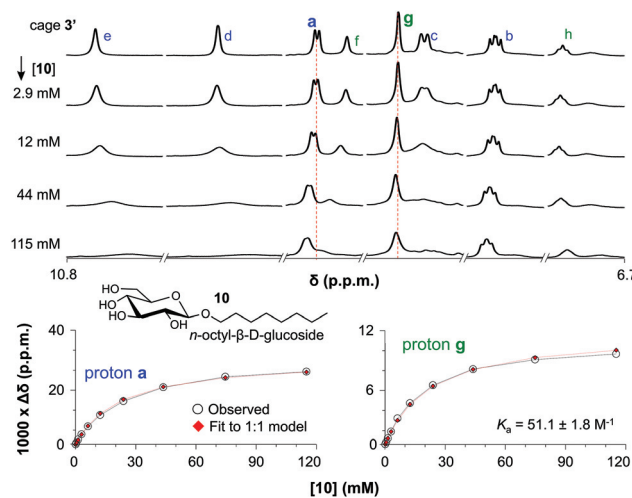 cage 3’
e d a f g c b h
[10]
2.9 mM
12 mM
44 mM
115 mM
10.8 δ (p.p.m.) 6.7
10
HO OH
HO O
HO OH O
n-octyl-β-D-glucoside
1000 x Δδ (p.p.m.)
40
20
0
proton a
Observed
Fit to 1:1 model
0 30 60 90 120
12
6
0
proton g
Kₐ = 51.1 ± 1.8 M⁻¹
0 30 60 90 120
[10] (mM)